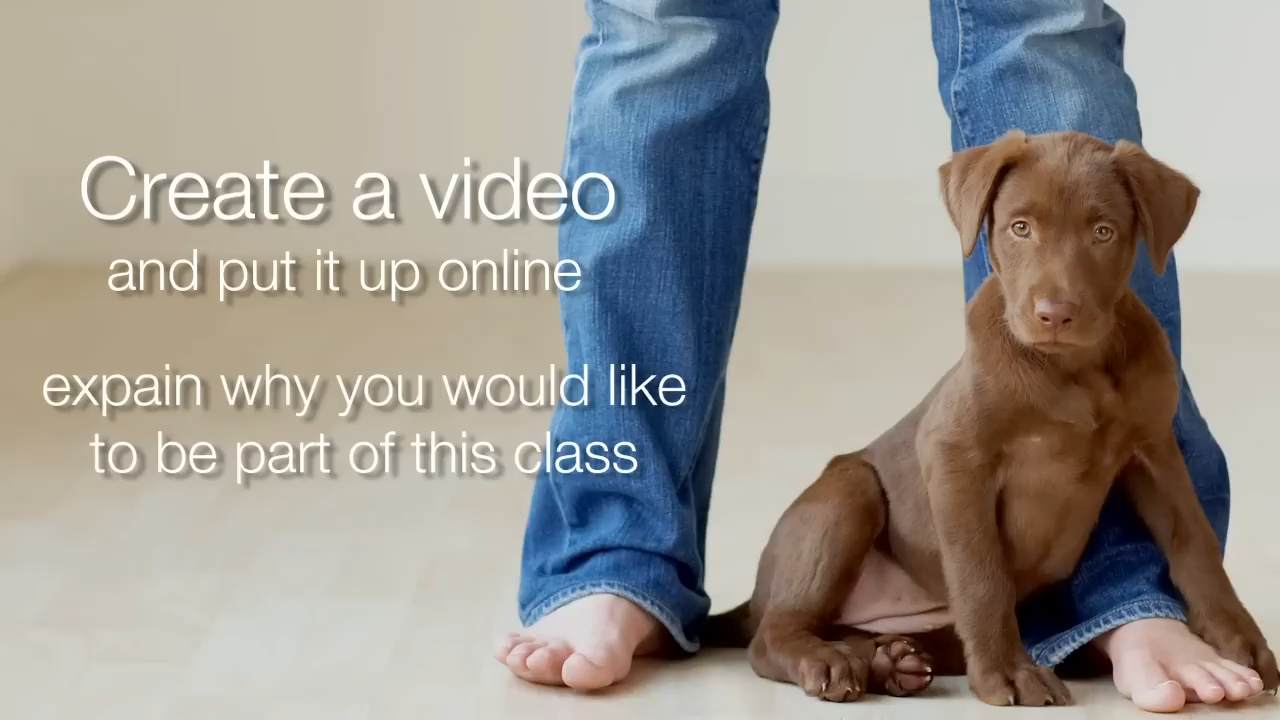 Create a video
and put it up online
expain why you would like
to be part of this class